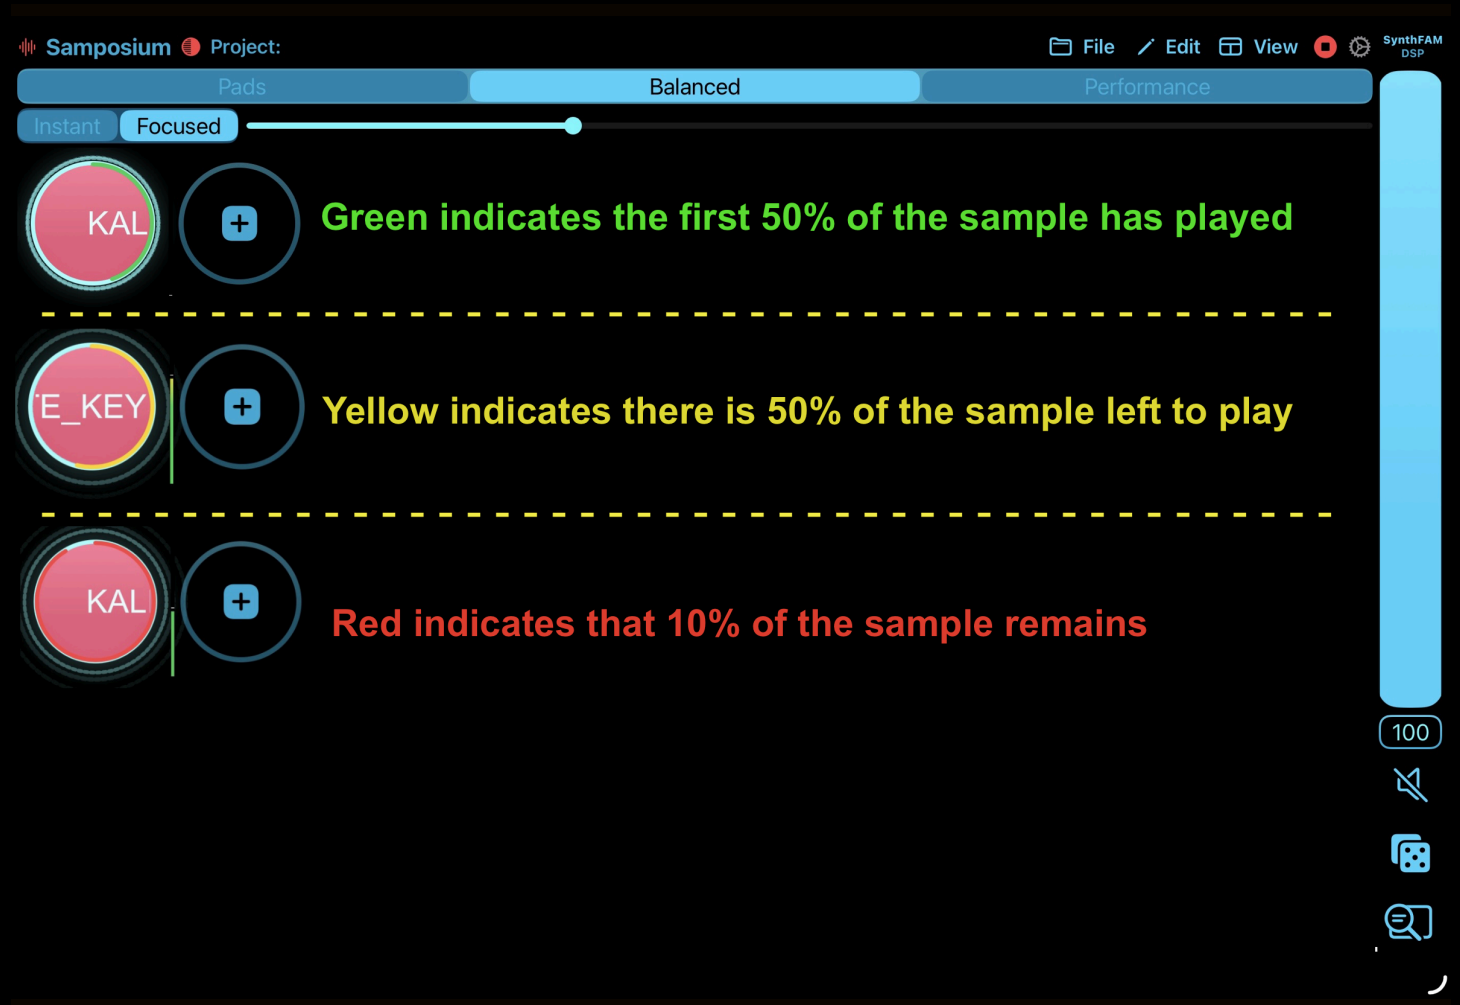 Samposium Project: File Edit View SynthFAM
DSP
Pads Balanced Performance
Instant Focused
KAL Green indicates the first 50% of the sample has played
E_KEY Yellow indicates there is 50% of the sample left to play
KAL Red indicates that 10% of the sample remains
100